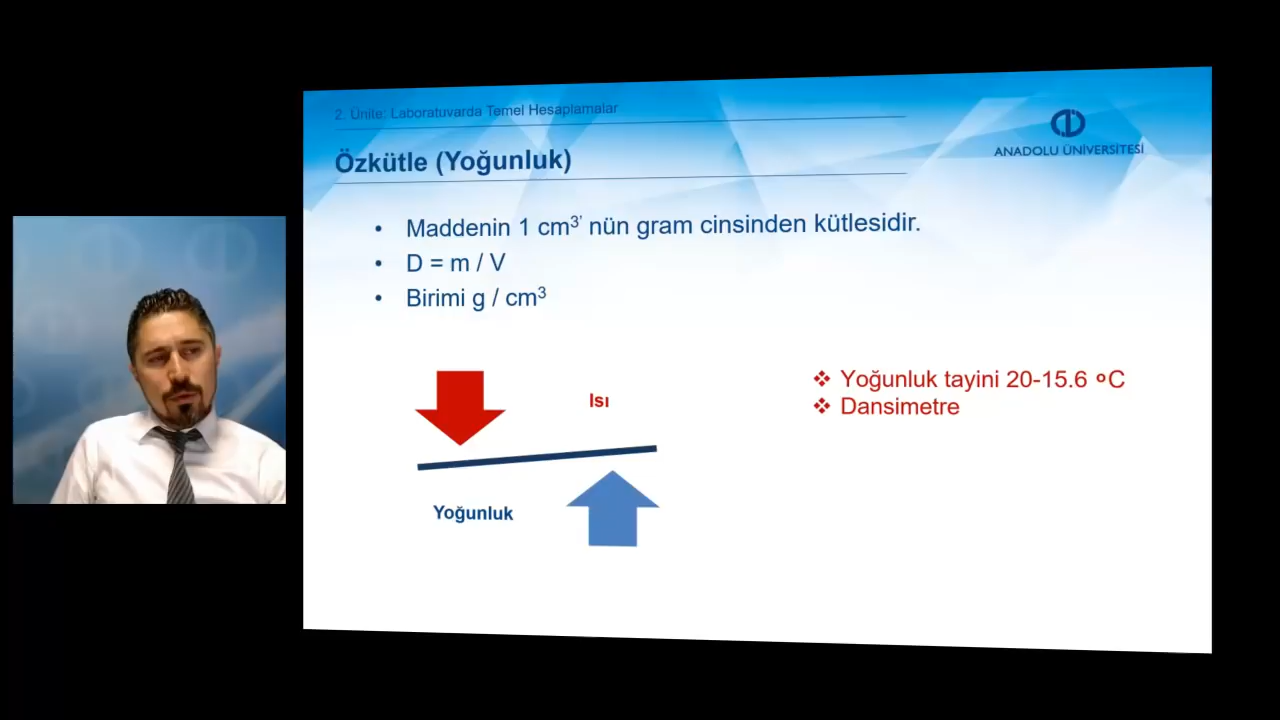 2. Ünite: Laboratuvarda Temel Hesaplamalar
ANADOLU ÜNİVERSİTESİ
Özkütle (Yoğunluk)
• Maddenin 1 cm³' nün gram cinsinden kütlesidir.
• D = m / V
• Birimi g / cm³
Isı
Yoğunluk
❖ Yoğunluk tayini 20-15.6 ᵒC
❖ Dansimetre